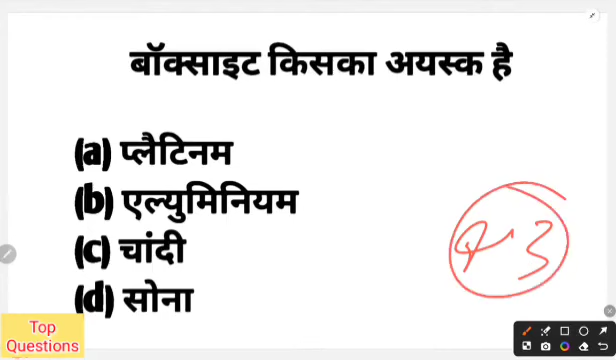 बॉक्साइट किसका अयस्क है
(a) प्लैटिनम
(b) एल्युमिनियम
(c) चांदी
(d) सोना
Top
Questions